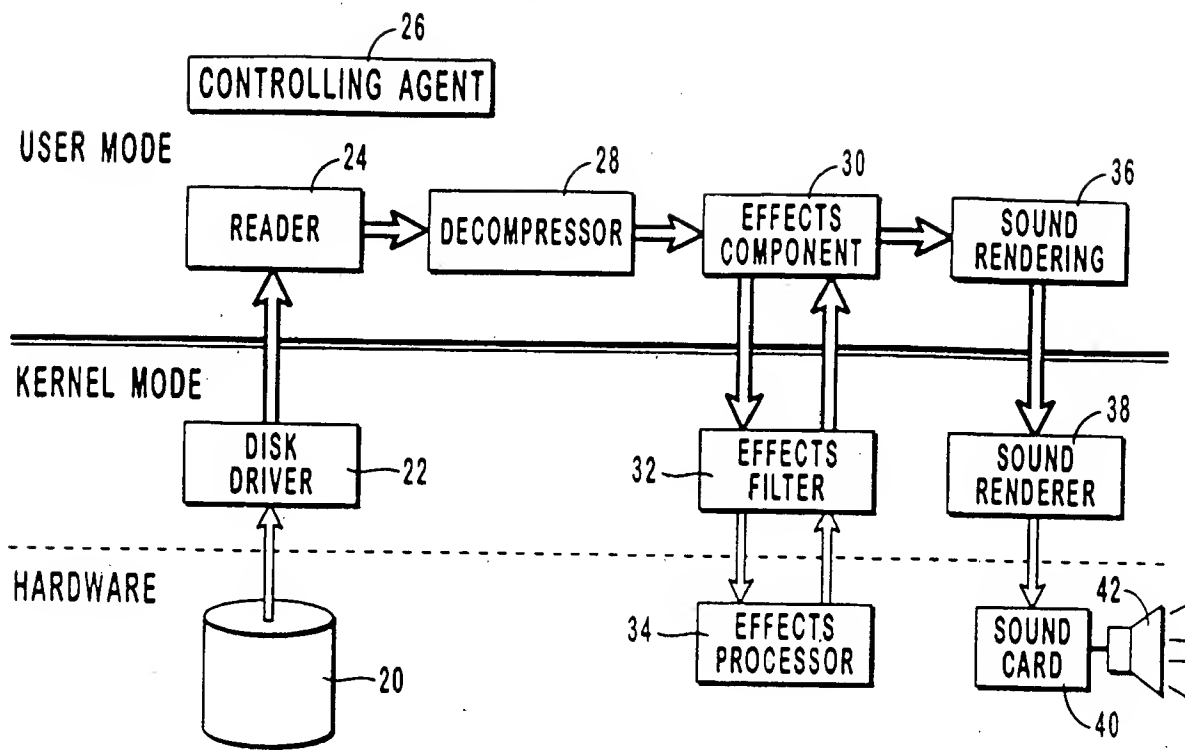 26
CONTROLLING AGENT
USER MODE
24
28
30
36
READER
DECOMPRESSOR
EFFECTS
COMPONENT
SOUND
RENDERING
KERNEL MODE
DISK
DRIVER
22
32
EFFECTS
FILTER
38
SOUND
RENDERER
HARDWARE
20
34
EFFECTS
PROCESSOR
SOUND
CARD
42
40